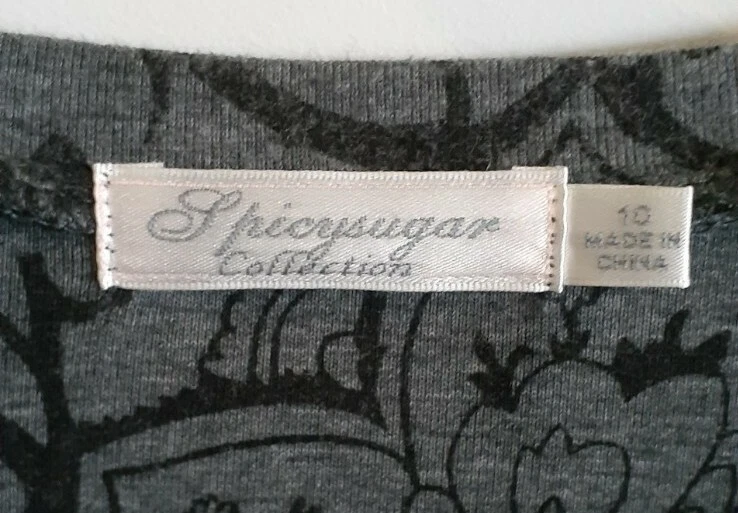 Spicysugar
Collection
10
MADE IN
CHINA